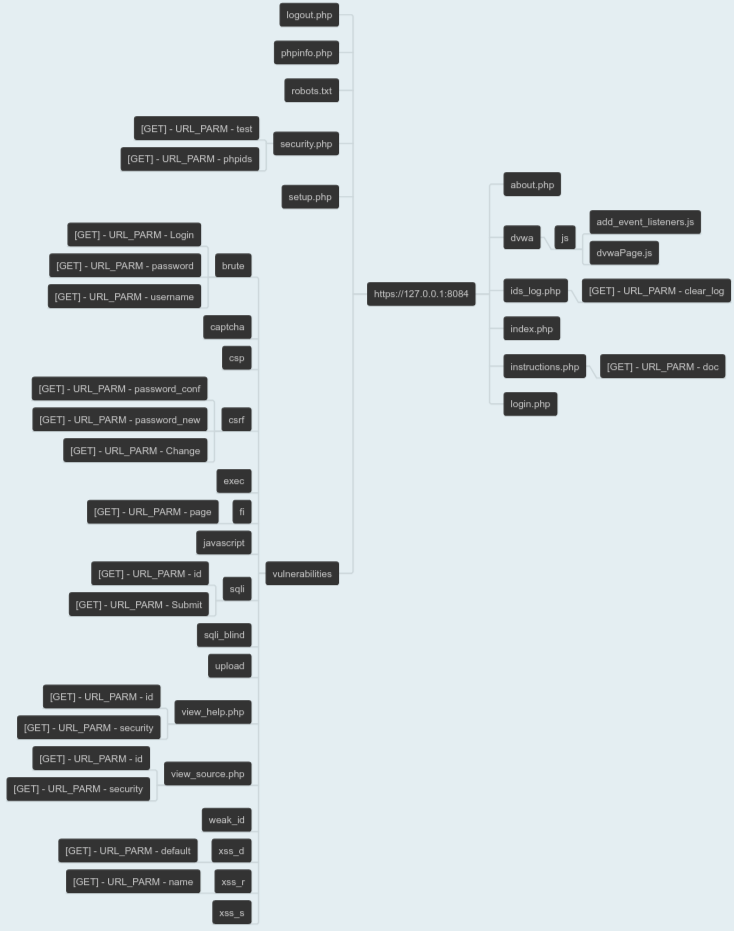 logout.php
phpinfo.php
robots.txt
[GET] - URL_PARM - test
[GET] - URL_PARM - phpids
security.php
setup.php
[GET] - URL_PARM - Login
[GET] - URL_PARM - password
[GET] - URL_PARM - username
brute
captcha
csp
[GET] - URL_PARM - password_conf
[GET] - URL_PARM - password_new
[GET] - URL_PARM - Change
csrf
exec
[GET] - URL_PARM - page
fi
javascript
[GET] - URL_PARM - id
[GET] - URL_PARM - Submit
sqli
sqli_blind
upload
[GET] - URL_PARM - id
[GET] - URL_PARM - security
view_help.php
[GET] - URL_PARM - id
[GET] - URL_PARM - security
view_source.php
weak_id
[GET] - URL_PARM - default
xss_d
[GET] - URL_PARM - name
xss_r
xss_s
vulnerabilities
https://127.0.0.1:8084
about.php
dvwa
js
add_event_listeners.js
dvwaPage.js
ids_log.php
[GET] - URL_PARM - clear_log
index.php
instructions.php
[GET] - URL_PARM - doc
login.php